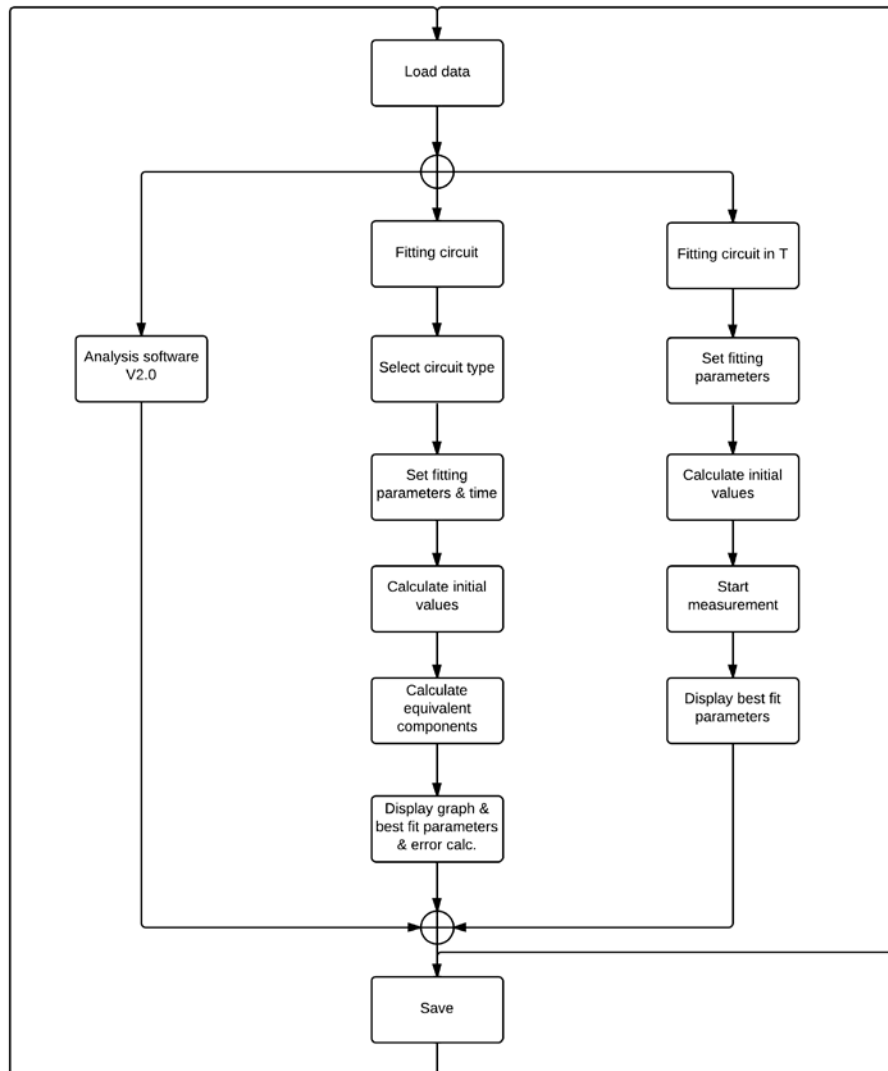 Load data
Fitting circuit
Fitting circuit in T
Analysis software
V2.0
Select circuit type
Set fitting
parameters
Set fitting
parameters & time
Calculate initial
values
Calculate initial
values
Start
measurement
Calculate
equivalent
components
Display best fit
parameters
Display graph &
best fit parameters
& error calc.
Save